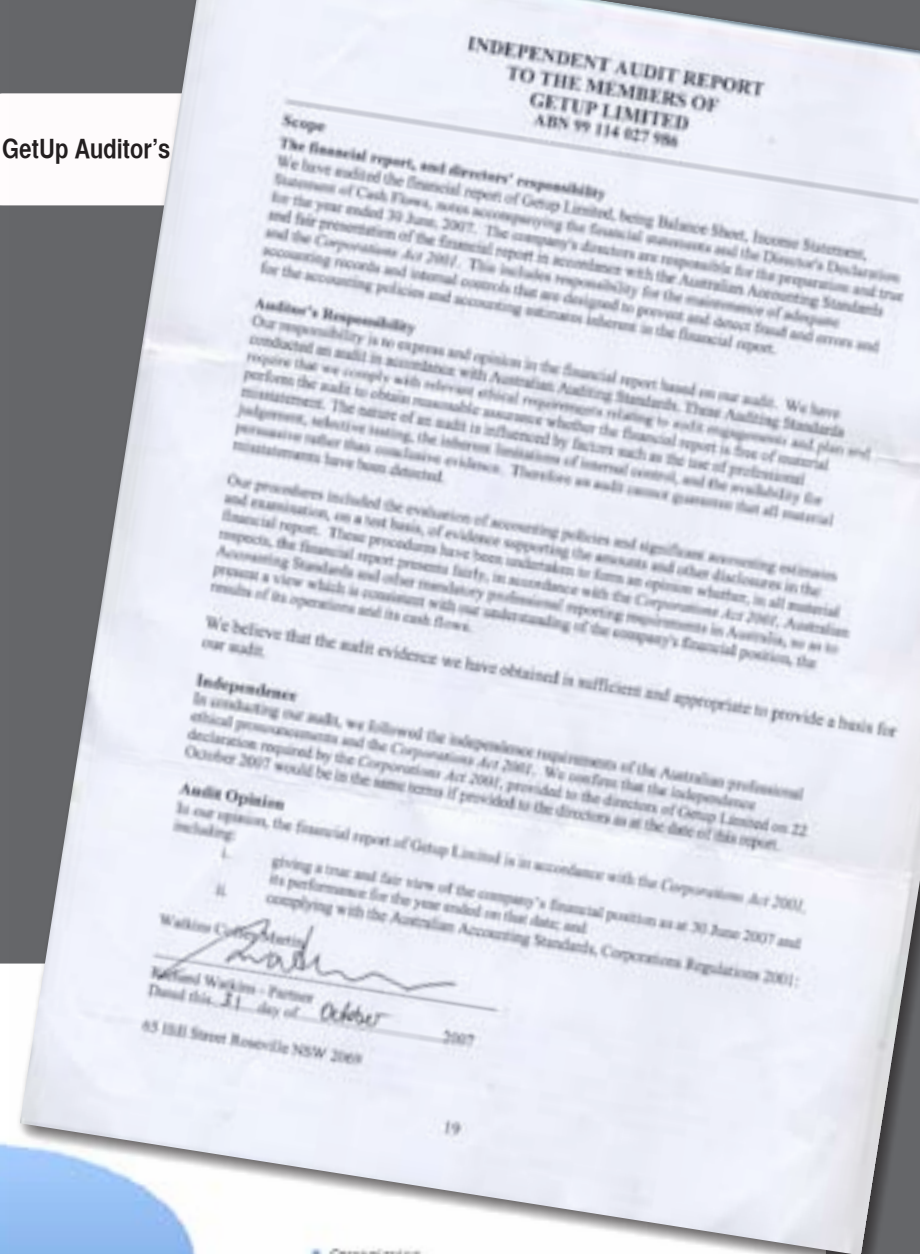 GetUp Auditor's
INDEPENDENT AUDIT REPORT
TO THE MEMBERS OF
GETUP LIMITED
ABN 99 114 027 986
Scope
The financial report, and directors' responsibility
We have audited the financial report of Getup Limited, being Balance Sheet, Income Statement,
Statement of Cash Flows, notes accompanying the financial statements and the Director's Declaration
for the year ended 30 June, 2007. The company's directors are responsible for the preparation and true
and fair presentation of the financial report in accordance with the Australian Accounting Standards
and the Corporations Act 2001. This includes responsibility for the maintenance of adequate
accounting records and internal controls that are designed to prevent and detect fraud and errors and
for the accounting policies and accounting estimates inherent in the financial report.
Auditor's Responsibility
Our responsibility is to express and opinion in the financial report based on our audit. We have
conducted an audit in accordance with Australian Auditing Standards. These Auditing Standards
require that we comply with relevant ethical requirements relating to audit engagements and plan and
perform the audit to obtain reasonable assurance whether the financial report is free of material
misstatement. The nature of an audit is influenced by factors such as the use of professional
judgement, selective testing, the inherent limitations of internal control, and the availability for
persuasive rather than conclusive evidence. Therefore an audit cannot guarantee that all material
misstatements have been detected.
Our procedures included the evaluation of accounting policies and significant accounting estimates
and examination, on a test basis, of evidence supporting the amounts and other disclosures in the
financial report. These procedures have been undertaken to form an opinion whether, in all material
respects, the financial report presents fairly, in accordance with the Corporations Act 2001, Australian
Accounting Standards and other mandatory professional reporting requirements in Australia, so as to
present a view which is consistent with our understanding of the company's financial position, the
results of its operations and its cash flows.
We believe that the audit evidence we have obtained is sufficient and appropriate to provide a basis for
our audit.
Independence
In conducting our audit, we followed the independence requirements of the Australian professional
ethical pronouncements and the Corporations Act 2001. We confirm that the independence
declaration required by the Corporations Act 2001, provided to the directors of Getup Limited on 22
October 2007 would be in the same terms if provided to the directors as at the date of this report.
Audit Opinion
In our opinion, the financial report of Getup Limited is in accordance with the Corporations Act 2001,
including:
i. giving a true and fair view of the company's financial position as at 30 June 2007 and
its performance for the year ended on that date; and
ii. complying with the Australian Accounting Standards, Corporations Regulations 2001:
Watkins Martin
Watkins - Partner
Dated this 31 day of October 2007
65 Hill Street Roseville NSW 2069
19